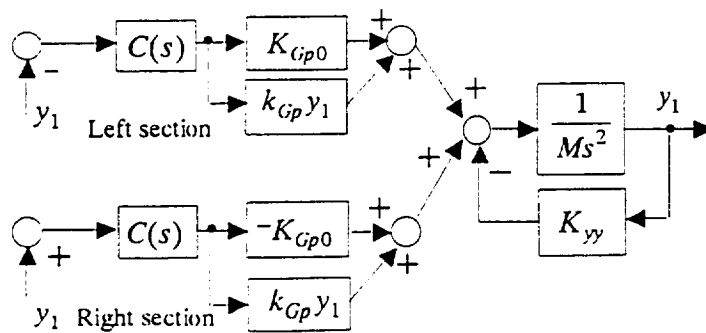 C(s)
K_{Gp0}
+
+
-
y_1
Left section
k_{Gp} y_1
+
\frac{1}{Ms^2}
y_1
+
-
K_{yy}
C(s)
-K_{Gp0}
+
+
+
y_1
Right section
k_{Gp} y_1